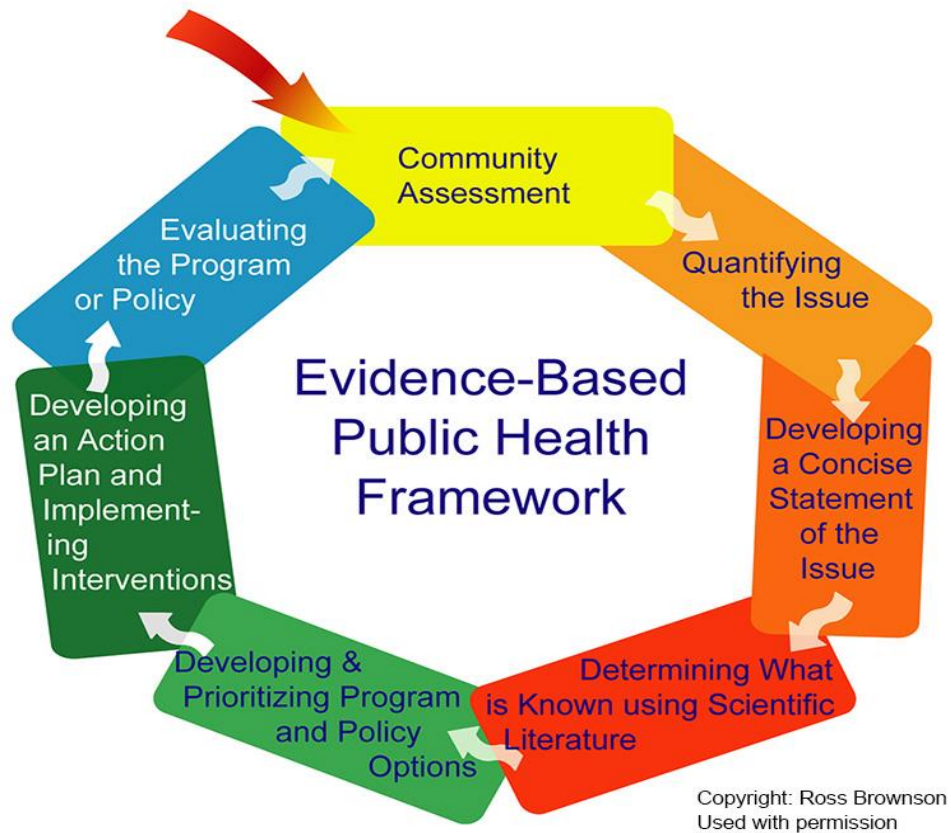 Community
Assessment
Quantifying
the Issue
Developing
a Concise
Statement
of the
Issue
Determining What
is Known using Scientific
Literature
Developing &
Prioritizing Program
and Policy
Options
Developing
an Action
Plan and
Implement-
ing
Interventions
Evaluating
the Program
or Policy
Evidence-Based
Public Health
Framework
Copyright: Ross Brownson
Used with permission